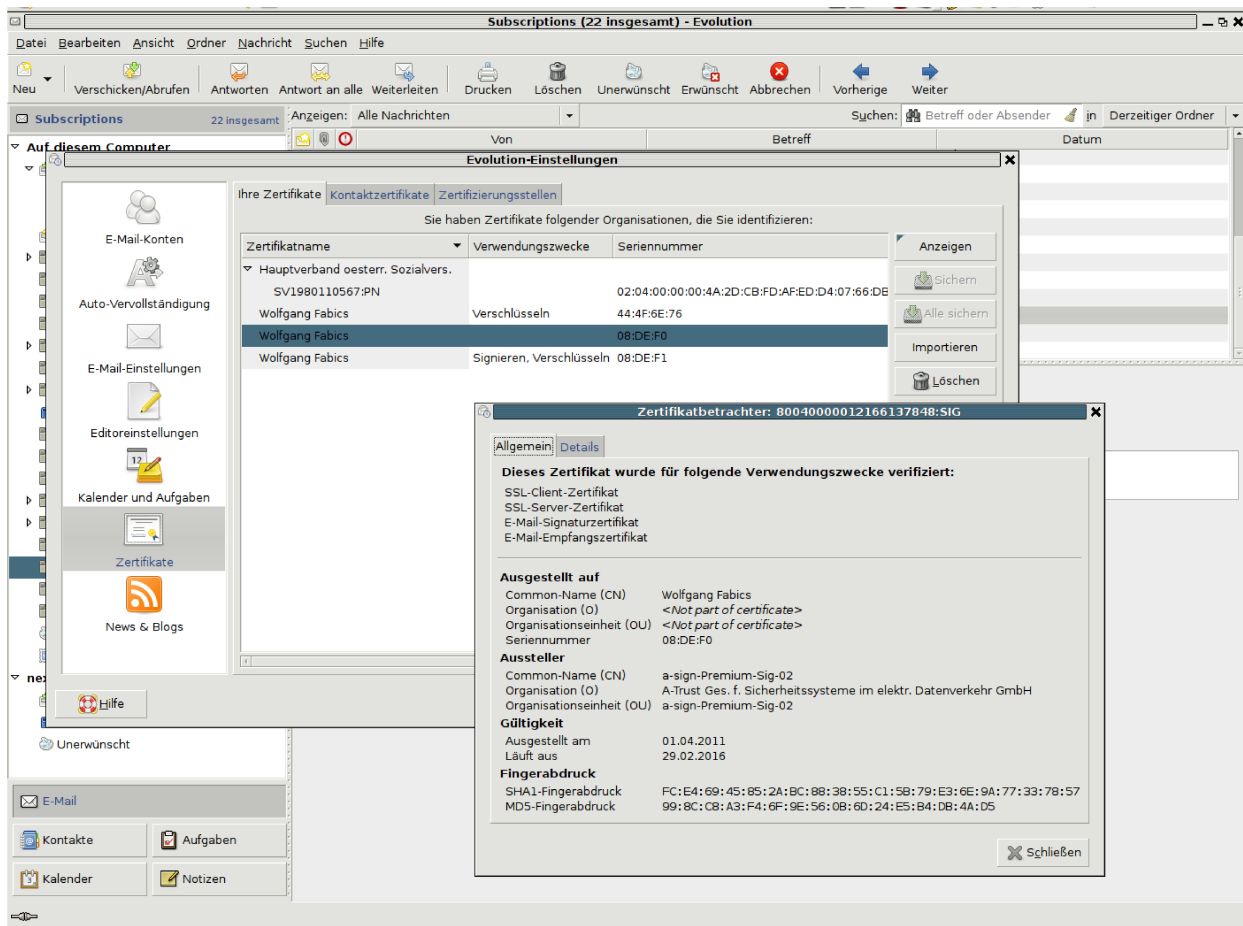 Subscriptions (22 insgesamt) - Evolution
Datei Bearbeiten Ansicht Ordner Nachricht Suchen Hilfe
Neu Verschicken/Abrufen Antworten Antwort an alle Weiterleiten Drucken Löschen Unerwünscht Erwünscht Abbrechen Vorherige Weiter
Subscriptions 22 insgesamt Anzeigen: Alle Nachrichten Suchen: Betreff oder Absender in Derzeitiger Ordner
Auf diesem Computer Von Betreff Datum
Evolution-Einstellungen
Ihre Zertifikate Kontaktzertifikate Zertifizierungsstellen
Sie haben Zertifikate folgender Organisationen, die Sie identifizieren:
E-Mail-Konten
Auto-Vervollständigung
E-Mail-Einstellungen
Editoreinstellungen
Kalender und Aufgaben
Zertifikate
News & Blogs
Hilfe
Zertifikatname Verwendungszwecke Seriennummer
Hauptverband oesterr. Sozialvers.
SV1980110567:PN 02:04:00:00:00:4A:2D:CB:FD:AF:ED:D4:07:66:DB
Wolfgang Fabics Verschlüsseln 44:4F:6E:76
Wolfgang Fabics 08:DE:F0
Wolfgang Fabics Signieren, Verschlüsseln 08:DE:F1
Anzeigen
Sichern
Alle sichern
Importieren
Löschen
Zertifikatbetrachter: 80040000012166137848:SIG
Allgemein Details
Dieses Zertifikat wurde für folgende Verwendungszwecke verifiziert:
SSL-Client-Zertifikat
SSL-Server-Zertifikat
E-Mail-Signaturzertifikat
E-Mail-Empfangszertifikat
Ausgestellt auf
Common-Name (CN) Wolfgang Fabics
Organisation (O) <Not part of certificate>
Organisationseinheit (OU) <Not part of certificate>
Seriennummer 08:DE:F0
Aussteller
Common-Name (CN) a-sign-Premium-Sig-02
Organisation (O) A-Trust Ges. f. Sicherheitssysteme im elektr. Datenverkehr GmbH
Organisationseinheit (OU) a-sign-Premium-Sig-02
Gültigkeit
Ausgestellt am 01.04.2011
Läuft aus 29.02.2016
Fingerabdruck
SHA1-Fingerabdruck FC:E4:69:45:85:2A:BC:88:38:55:C1:5B:79:E3:6E:9A:77:33:78:57
MD5-Fingerabdruck 99:8C:C8:A3:F4:6F:9E:56:0B:6D:24:E5:B4:DB:4A:D5
Schließen
Unerwünscht
E-Mail
Kontakte Aufgaben
Kalender Notizen